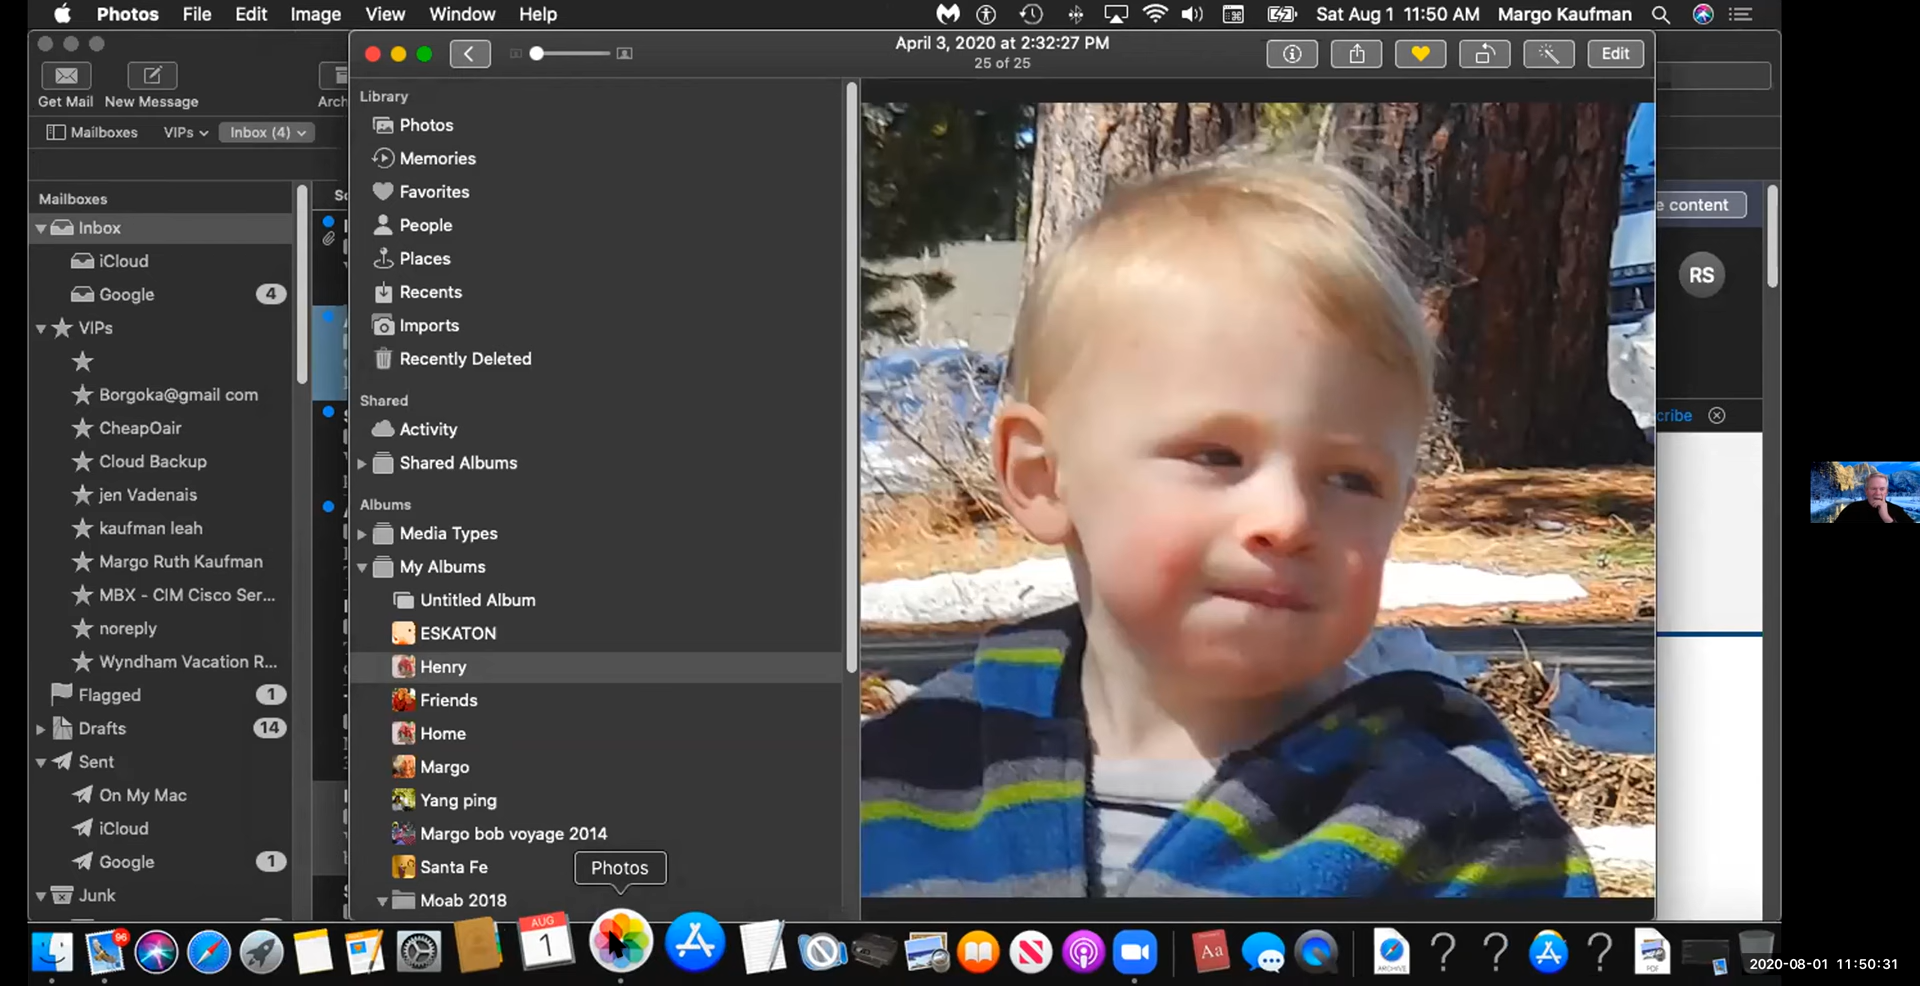 Photos File Edit Image View Window Help Sat Aug 1 11:50 AM Margo Kaufman
April 3, 2020 at 2:32:27 PM
25 of 25
Edit
Get Mail New Message
Mailboxes VIPs Inbox (4)
Mailboxes
Inbox
iCloud
Google 4
VIPs
Borgoka@gmail com
CheapOair
Cloud Backup
jen Vadenais
kaufman leah
Margo Ruth Kaufman
MBX - CIM Cisco Ser...
noreply
Wyndham Vacation R...
Flagged 1
Drafts 14
Sent
On My Mac
iCloud
Google 1
Junk
Library
Photos
Memories
Favorites
People
Places
Recents
Imports
Recently Deleted
Shared
Activity
Shared Albums
Albums
Media Types
My Albums
Untitled Album
ESKATON
Henry
Friends
Home
Margo
Yang ping
Margo bob voyage 2014
Santa Fe
Moab 2018
Photos
content
RS
96
AUG
1
Aa
ARCHIVE
PDF
2020-08-01 11:50:31